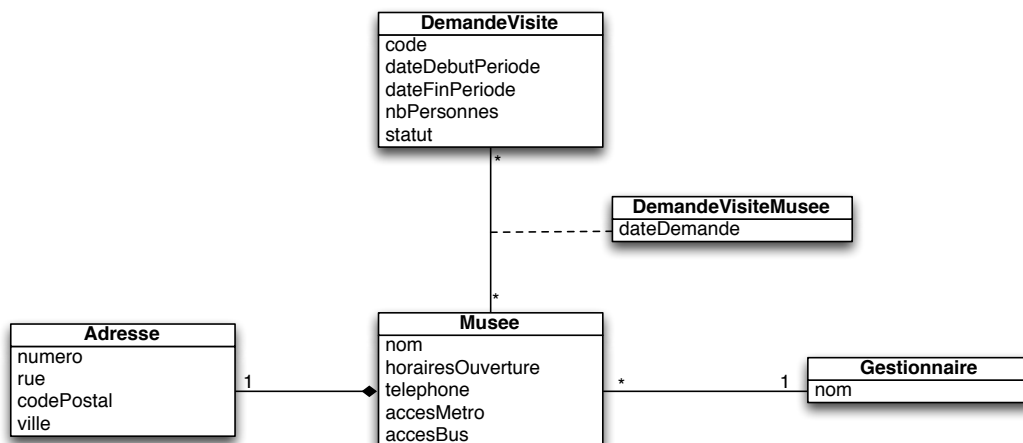 DemandeVisite
code
dateDebutPeriode
dateFinPeriode
nbPersonnes
statut
*
DemandeVisiteMusee
dateDemande
*
Adresse
numero
rue
codePostal
ville
1
Musee
nom
horairesOuverture
telephone
accesMetro
accesBus
*
1
Gestionnaire
nom